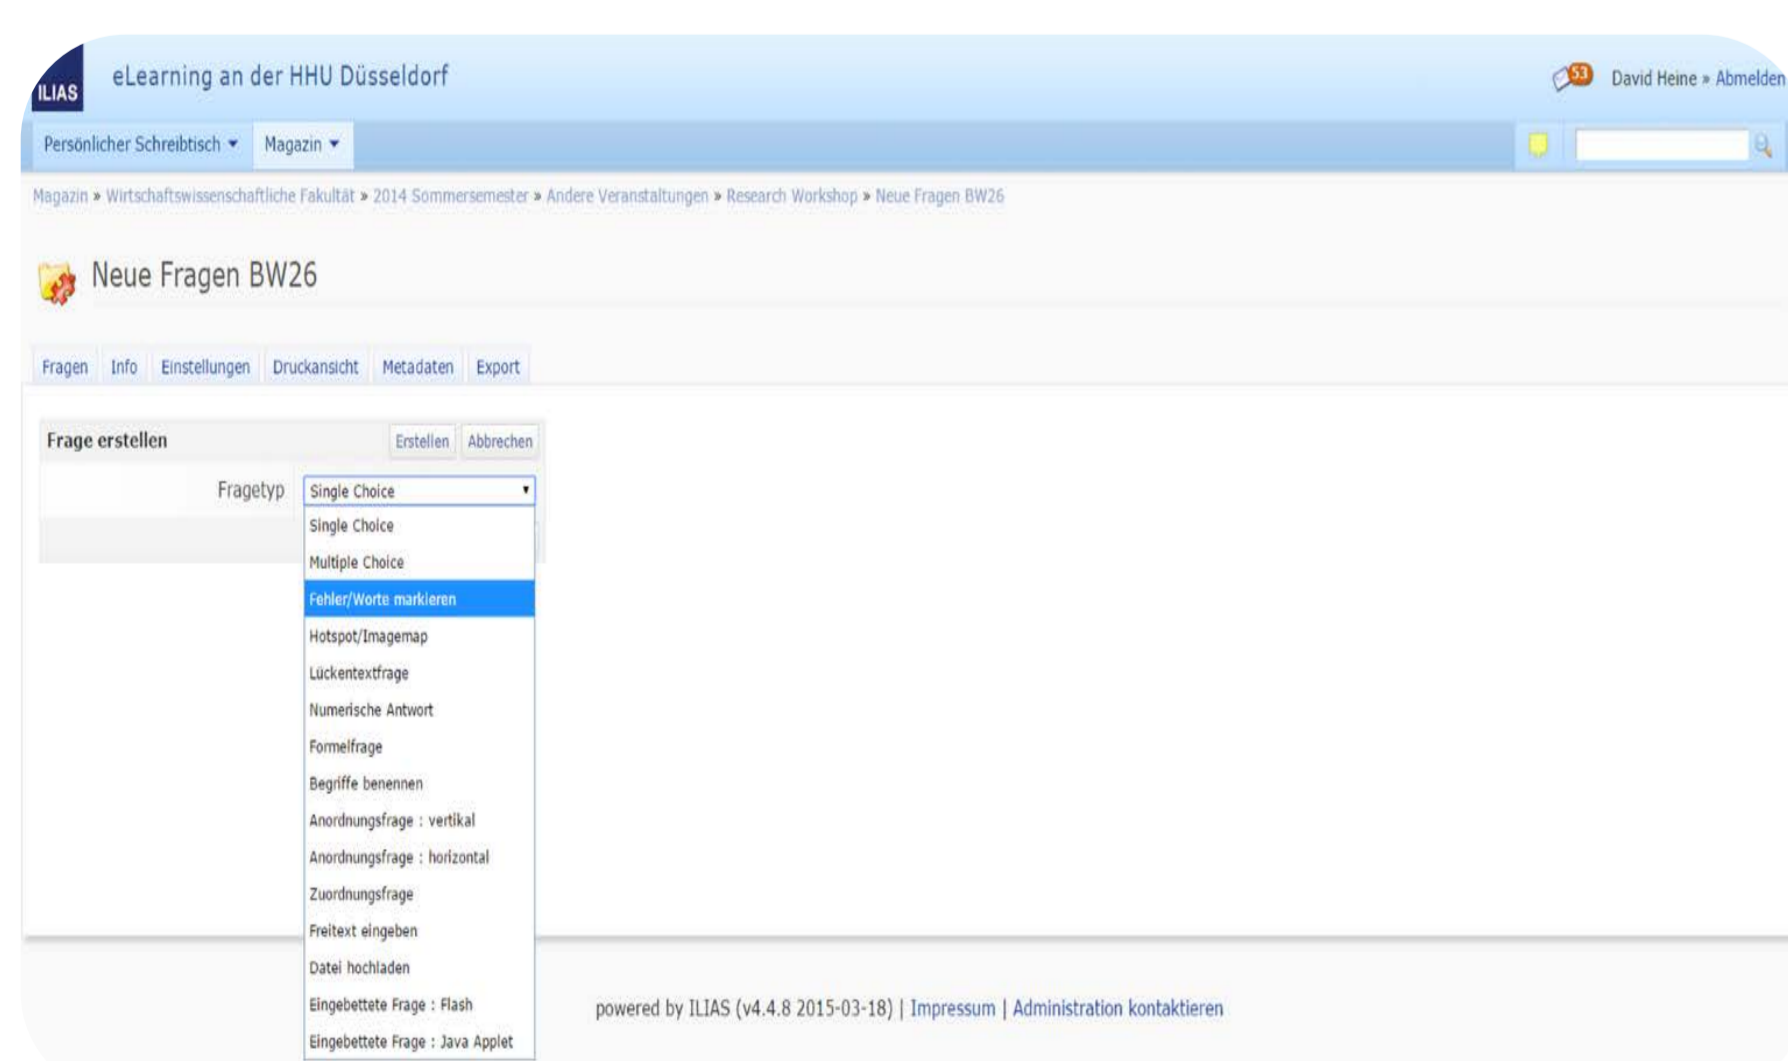 ILIAS eLearning an der HHU Düsseldorf 53 David Heine » Abmelden
Persönlicher Schreibtisch Magazin
Magazin » Wirtschaftswissenschaftliche Fakultät » 2014 Sommersemester » Andere Veranstaltungen » Research Workshop » Neue Fragen BW26
Neue Fragen BW26
Fragen Info Einstellungen Druckansicht Metadaten Export
Frage erstellen Erstellen Abbrechen
Fragetyp Single Choice
Single Choice
Multiple Choice
Fehler/Worte markieren
Hotspot/Imagemap
Lückentextfrage
Numerische Antwort
Formelfrage
Begriffe benennen
Anordnungsfrage : vertikal
Anordnungsfrage : horizontal
Zuordnungsfrage
Freitext eingeben
Datei hochladen
Eingebettete Frage : Flash
Eingebettete Frage : Java Applet
powered by ILIAS (v4.4.8 2015-03-18) | Impressum | Administration kontaktieren